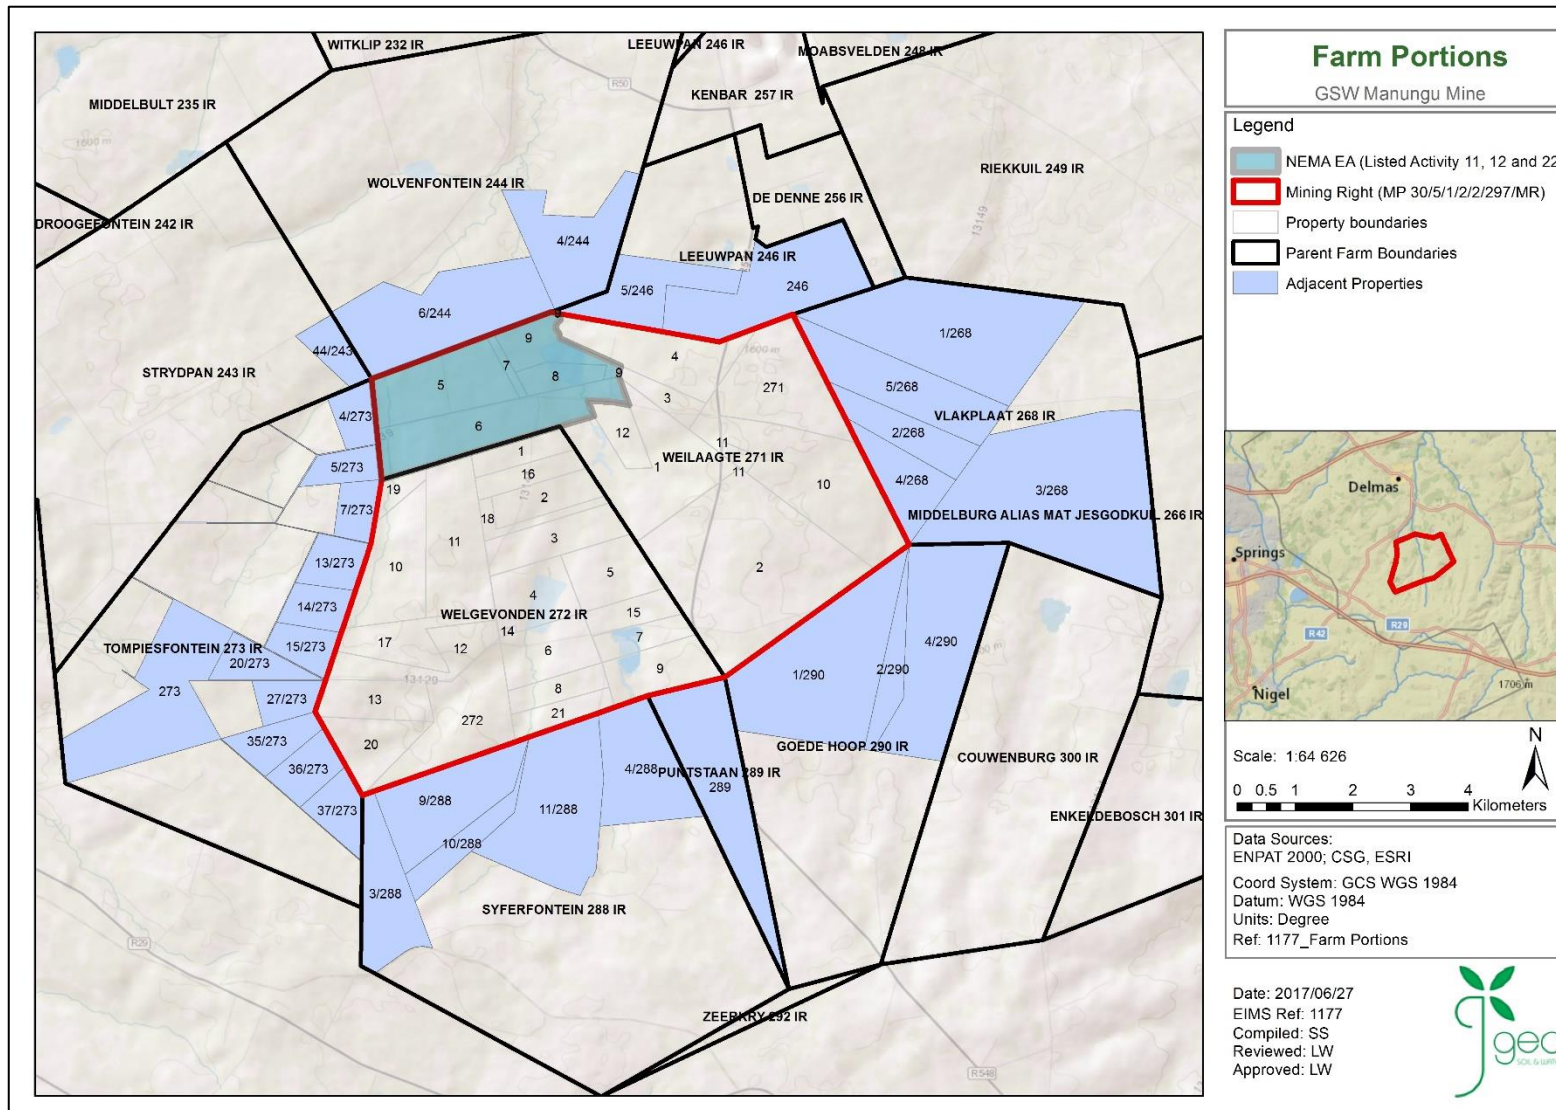 WITKLIP 232 IR
LEEUWPAN 246 IR
MOABSVELDEN 248 IR
R50
MIDDELBULT 235 IR
KENBAR 257 IR
RIEKKUIL 249 IR
WOLVENFONTEIN 244 IR
DE DENNE 256 IR
DROOGEFONTEIN 242 IR
4/244
LEEUWPAN 246 IR
5/246
246
6/244
44/243
STRYDPAN 243 IR
1/268
5/268
VLAKPLAAT 268 IR
2/268
4/268
3/268
MIDDELBURG ALIAS MAT JESGODKUIL 266 IR
9
9
7
8
9
5
6
4
3
271
12
11
WEILAAGTE 271 IR
1
11
10
2
4/273
5/273
7/273
13/273
14/273
15/273
TOMPIESFONTEIN 273 IR
20/273
273
27/273
35/273
36/273
37/273
1
16
19
2
18
11
3
10
5
4
WELGEVONDEN 272 IR
15
14
7
17
12
6
9
8
13
13129
21
272
20
1/290
2/290
4/290
GOEDE HOOP 290 IR
COUWENBURG 300 IR
ENKELDEBOSCH 301 IR
4/288
PUNTSTAAN 289 IR
289
9/288
11/288
10/288
3/288
SYFERFONTEIN 288 IR
R29
ZEERKRY 292 IR
R548
Farm Portions
GSW Manungu Mine
Legend
NEMA EA (Listed Activity 11, 12 and 22
Mining Right (MP 30/5/1/2/2/297/MR)
Property boundaries
Parent Farm Boundaries
Adjacent Properties
Delmas
Springs
R42
R29
Nigel
1706 m
N
Scale: 1:64 626
0 0.5 1 2 3 4
Kilometers
Data Sources:
ENPAT 2000; CSG, ESRI
Coord System: GCS WGS 1984
Datum: WGS 1984
Units: Degree
Ref: 1177_Farm Portions
Date: 2017/06/27
EIMS Ref: 1177
Compiled: SS
Reviewed: LW
Approved: LW
geo